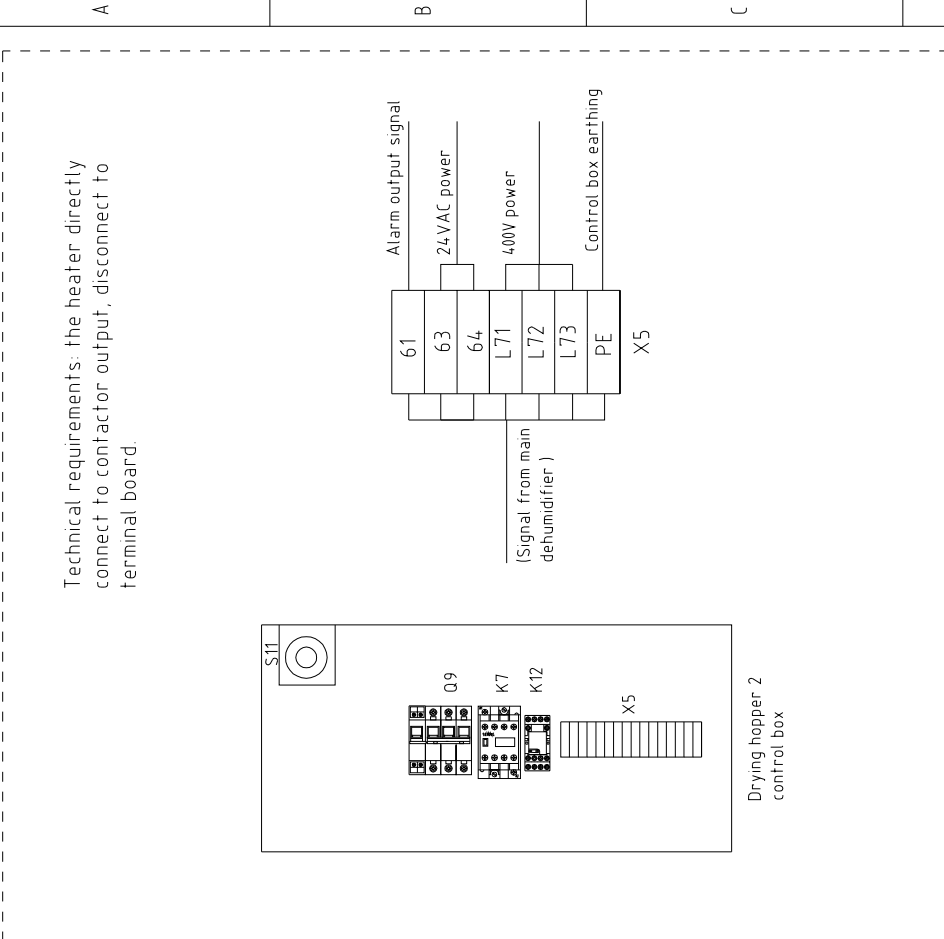 A
B
C
Technical requirements: the heater directly
connect to contactor output, disconnect to
terminal board.
Alarm output signal
24VAC power
400V power
Control box earthing
61
63
64
L71
L72
L73
PE
X5
(Signal from main
dehumidifier )
S11
Q9
K7
K12
X5
Drying hopper 2
control box